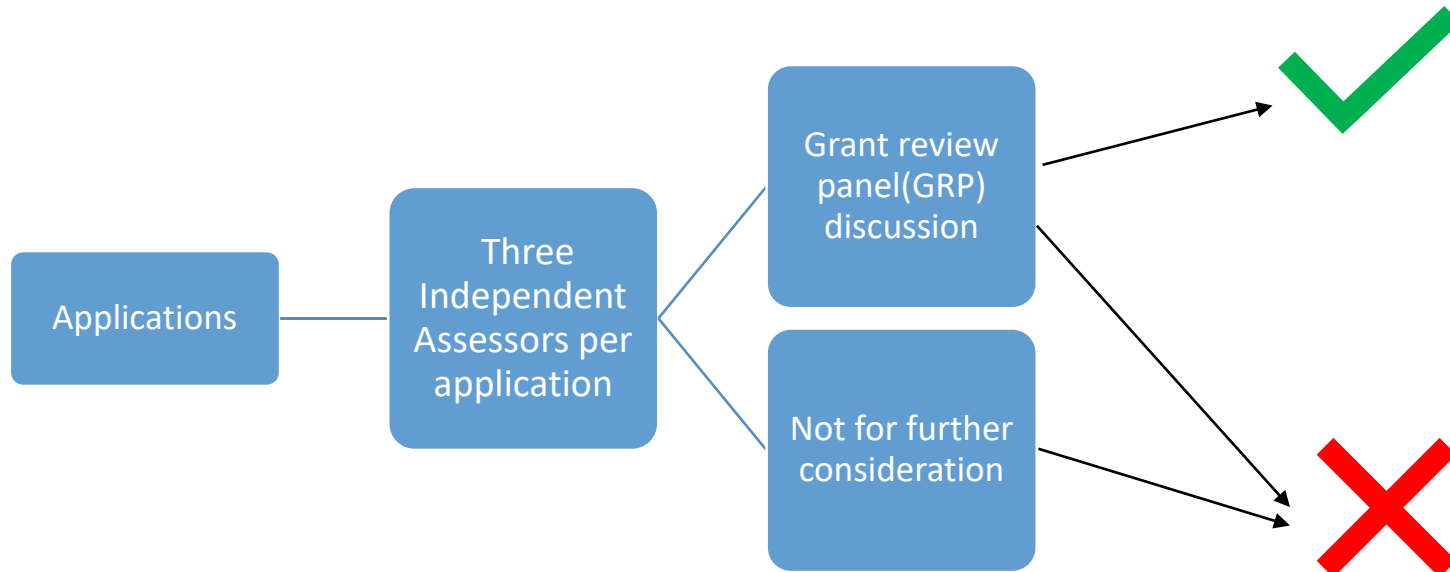 Applications
Three
Independent
Assessors per
application
Grant review
panel(GRP)
discussion
Not for further
consideration